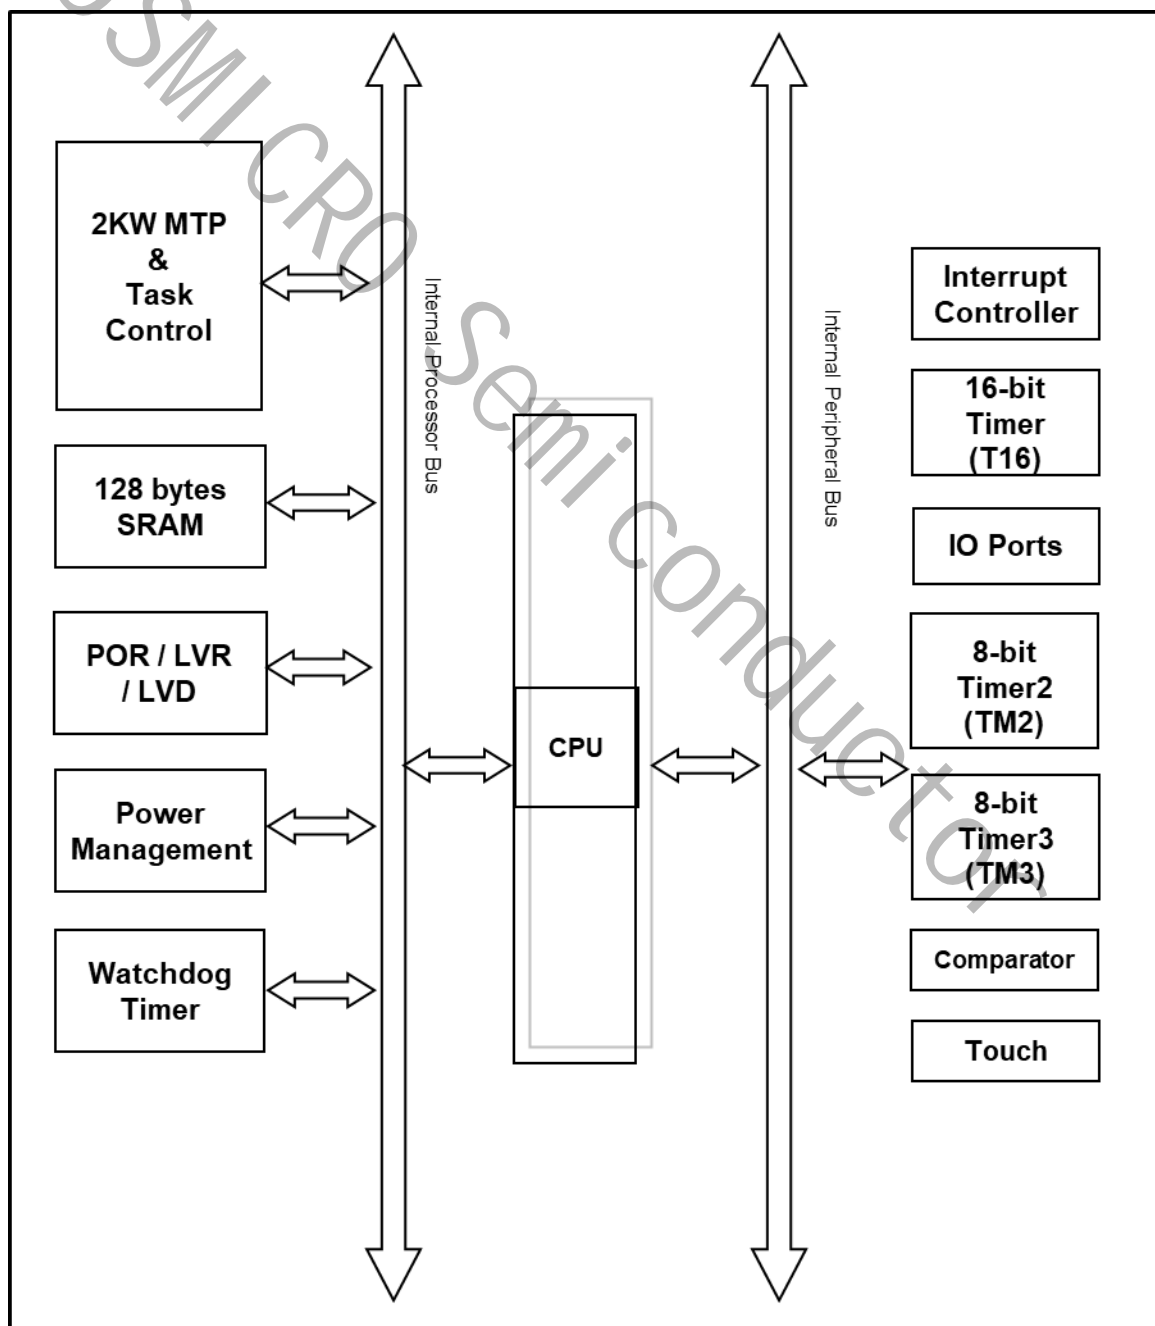 2KW MTP
&
Task
Control
128 bytes
SRAM
POR / LVR
/ LVD
Power
Management
Watchdog
Timer
Internal Processor Bus
CPU
Internal Peripheral Bus
Interrupt
Controller
16-bit
Timer
(T16)
IO Ports
8-bit
Timer2
(TM2)
8-bit
Timer3
(TM3)
Comparator
Touch
SMI CRO Semi conductor